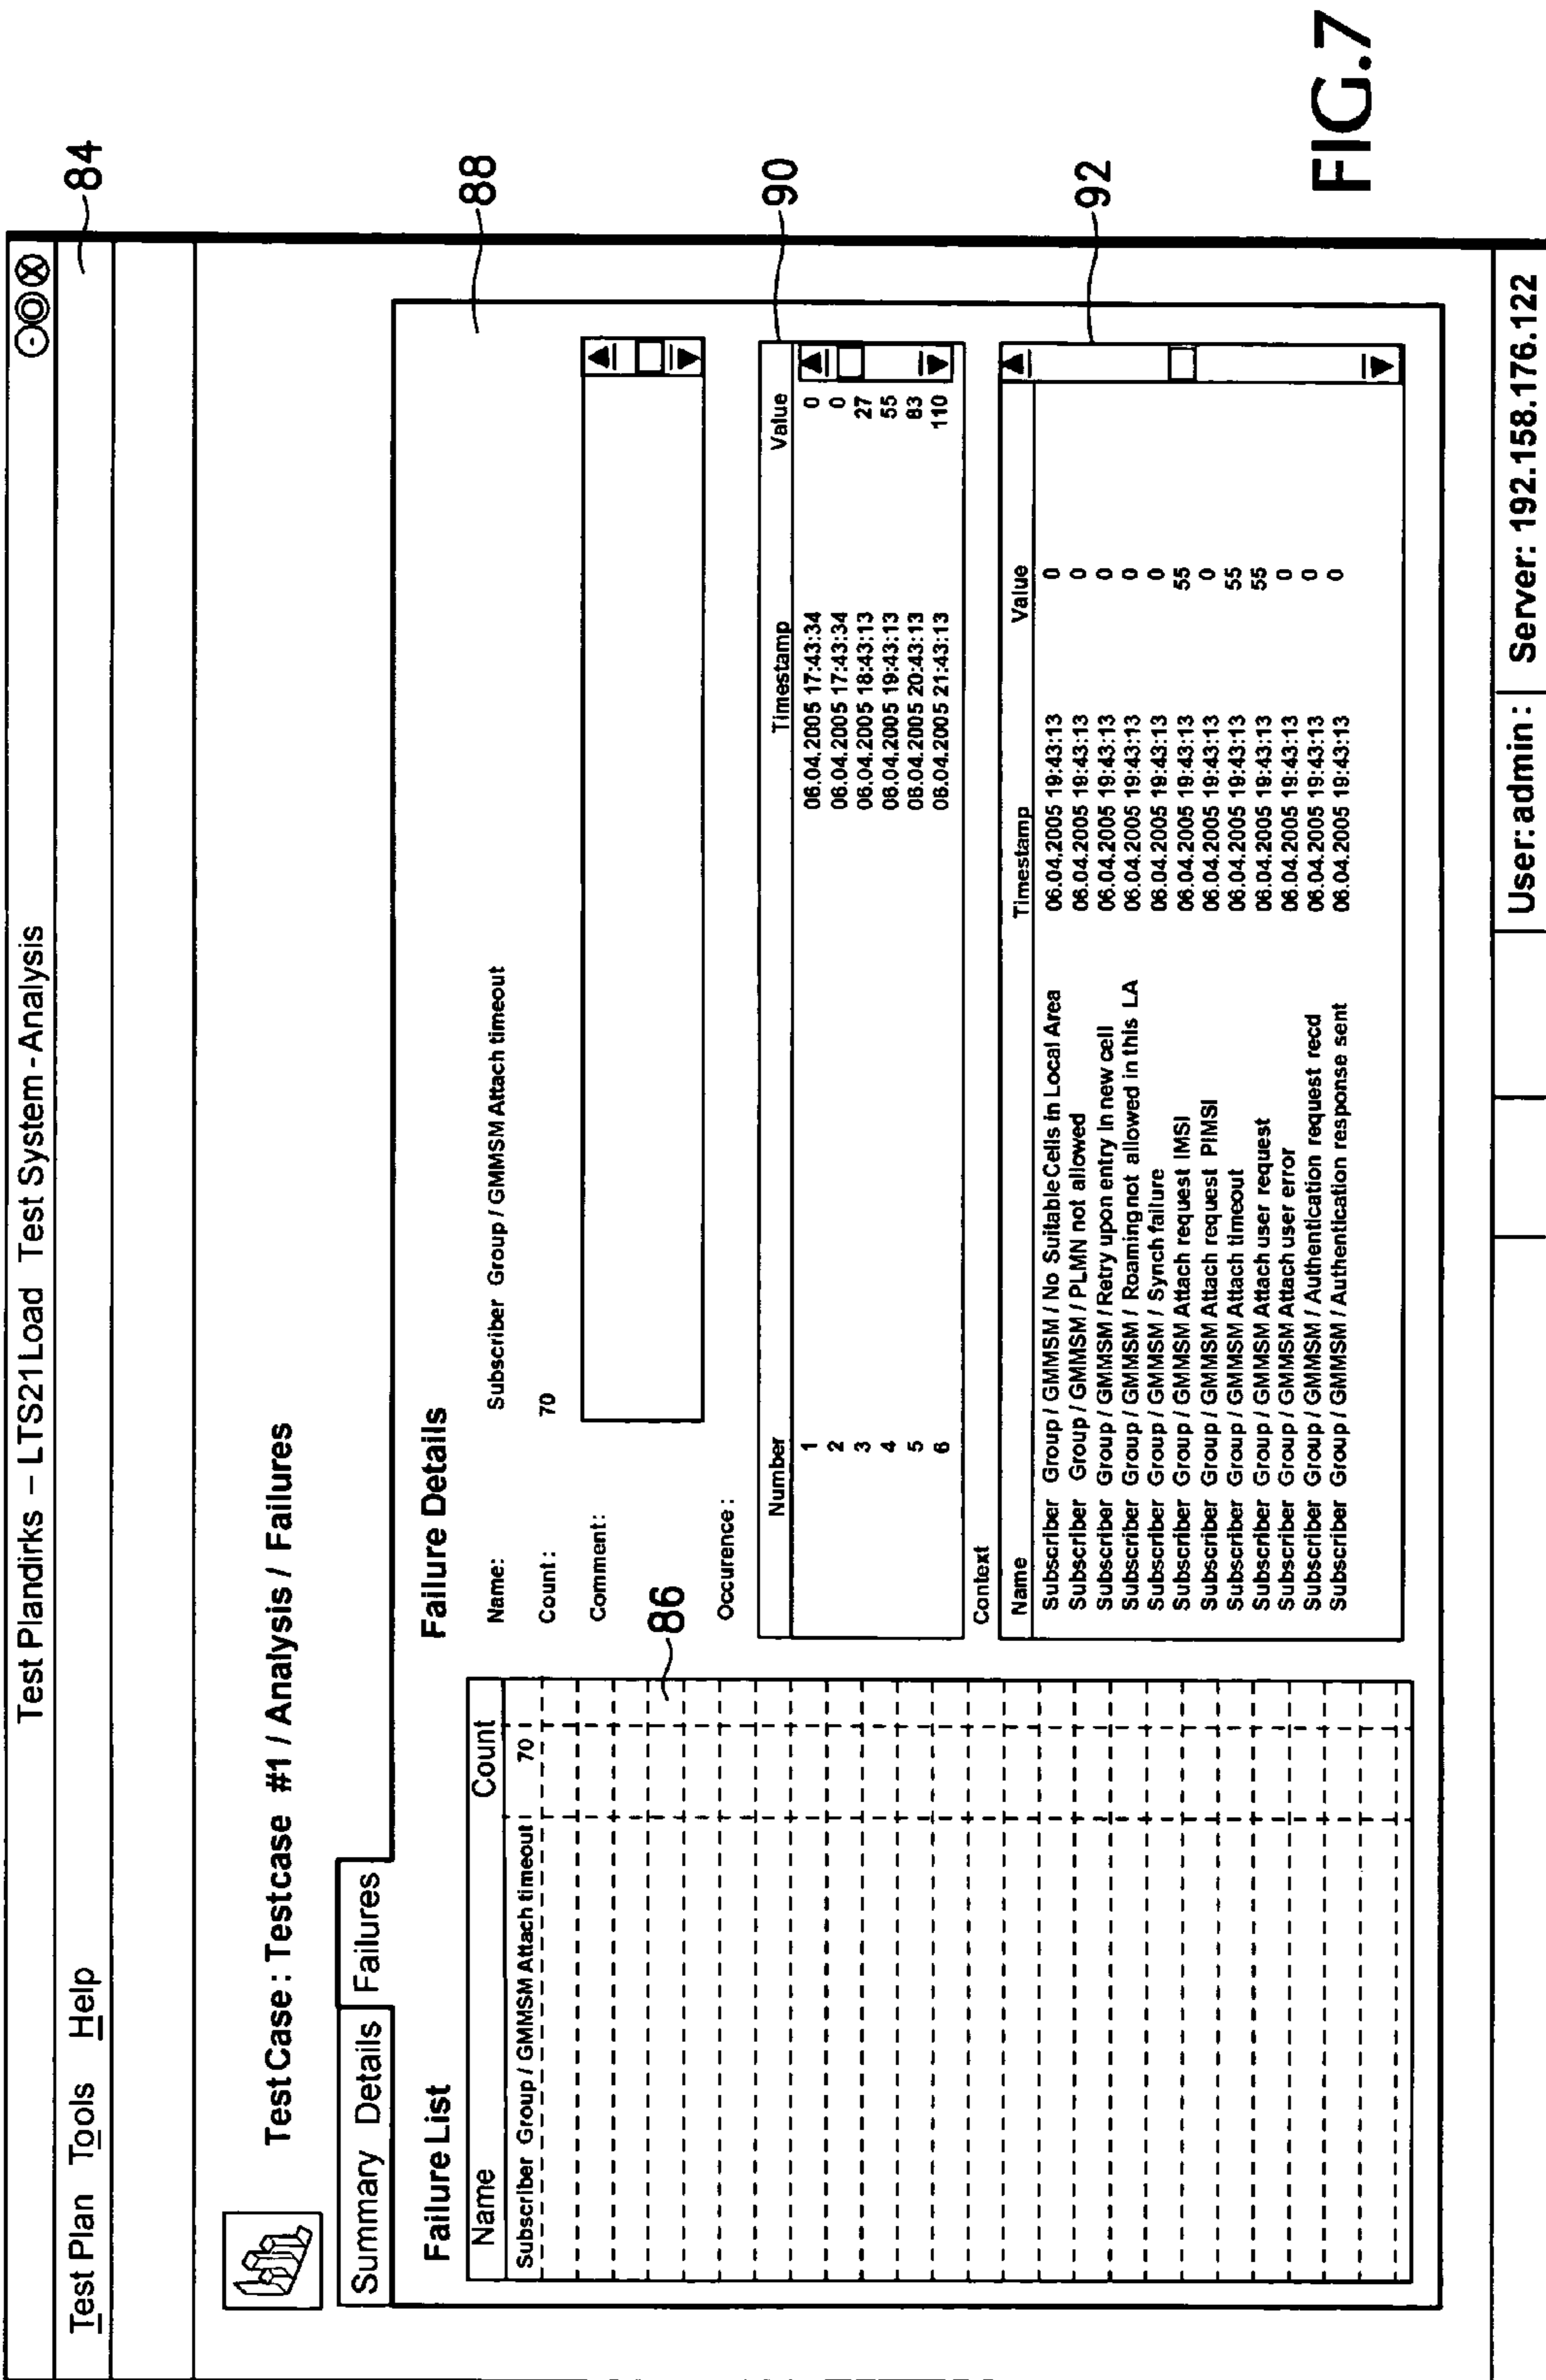 Test Plandirks – LTS21 Load Test System - Analysis
Test Plan Tools Help
84
Test Case : Testcase #1 / Analysis / Failures
Summary Details Failures
Failure List
Name Count
Subscriber Group / GMMSM Attach timeout 70
86
Failure Details
88
Name: Subscriber Group / GMMSM Attach timeout
Count : 70
Comment:
Occurence :
90
Number Timestamp Value
1 06.04.2005 17:43:34 0
2 06.04.2005 17:43:34 0
3 06.04.2005 18:43:13 27
4 06.04.2005 19:43:13 55
5 06.04.2005 20:43:13 83
6 06.04.2005 21:43:13 110
Context
92
Name Timestamp Value
Subscriber Group / GMMSM / No Suitable Cells in Local Area 06.04.2005 19:43:13 0
Subscriber Group / GMMSM / PLMN not allowed 06.04.2005 19:43:13 0
Subscriber Group / GMMSM / Retry upon entry in new cell 06.04.2005 19:43:13 0
Subscriber Group / GMMSM / Roaming not allowed in this LA 06.04.2005 19:43:13 0
Subscriber Group / GMMSM / Synch failure 06.04.2005 19:43:13 0
Subscriber Group / GMMSM Attach request IMSI 06.04.2005 19:43:13 55
Subscriber Group / GMMSM Attach request PIMSI 06.04.2005 19:43:13 0
Subscriber Group / GMMSM Attach timeout 06.04.2005 19:43:13 55
Subscriber Group / GMMSM Attach user request 06.04.2005 19:43:13 55
Subscriber Group / GMMSM Attach user error 06.04.2005 19:43:13 0
Subscriber Group / GMMSM / Authentication request recd 06.04.2005 19:43:13 0
Subscriber Group / GMMSM / Authentication response sent 06.04.2005 19:43:13 0
User: admin : Server: 192.158.176.122
FIG.7